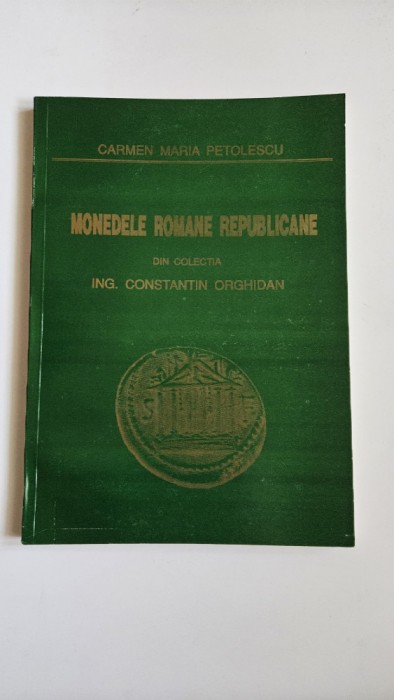 CARMEN MARIA PETOLESCU
MONEDELE ROMANE REPUBLICANE
DIN COLECTIA
ING. CONSTANTIN ORGHIDAN
S